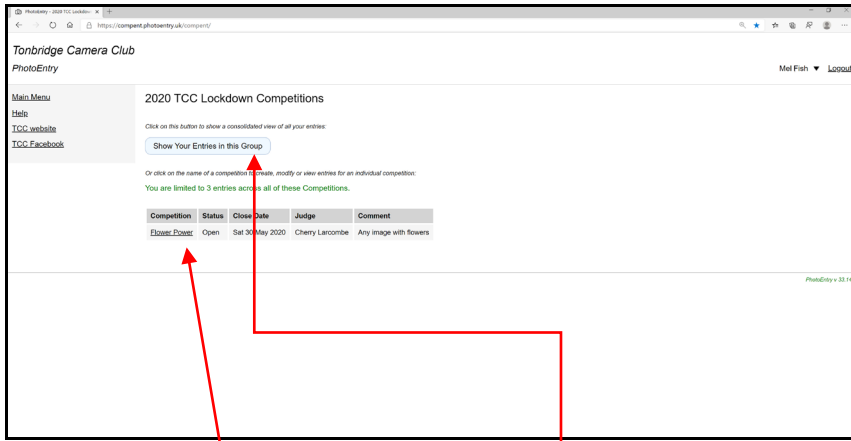 PhotoEntry - 2020 TCC Lockdow
https://compent.photoentry.uk/compent/
Tonbridge Camera Club
PhotoEntry
Mel Fish ▼ Logout
Main Menu
Help
TCC website
TCC Facebook
2020 TCC Lockdown Competitions
Click on this button to show a consolidated view of all your entries:
Show Your Entries in this Group
Or click on the name of a competition to create, modify or view entries for an individual competition:
You are limited to 3 entries across all of these Competitions.
Competition Status Close Date Judge Comment
Flower Power Open Sat 30 May 2020 Cherry Larcombe Any image with flowers
PhotoEntry v 33.14